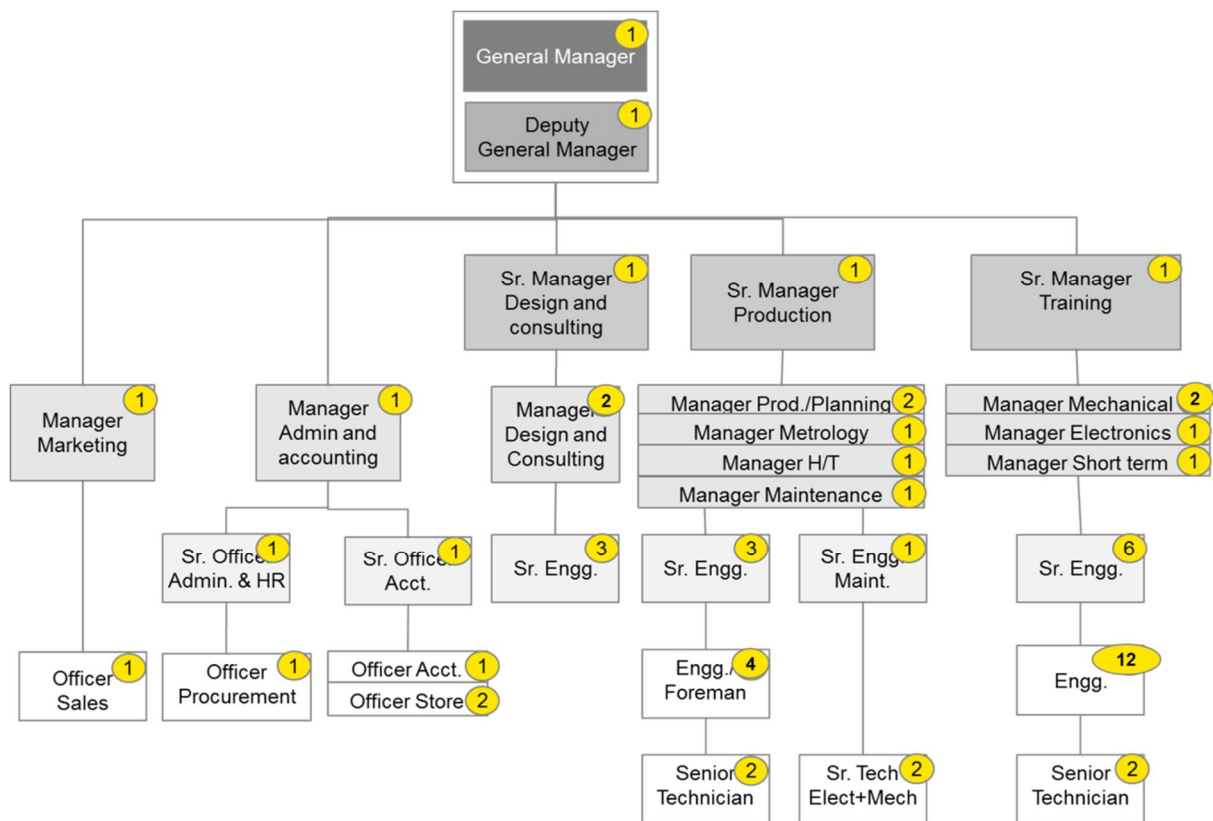 1
General Manager
1
Deputy
General Manager
1
Sr. Manager
Design and
consulting
1
Sr. Manager
Production
1
Sr. Manager
Training
1
Manager
Marketing
1
Manager
Admin and
accounting
2
Manager
Design and
Consulting
Manager Prod./Planning 2
Manager Metrology 1
Manager H/T 1
Manager Maintenance 1
Manager Mechanical 2
Manager Electronics 1
Manager Short term 1
1
Sr. Officer
Admin. & HR
1
Sr. Officer
Acct.
3
Sr. Engg.
3
Sr. Engg.
1
Sr. Engg.
Maint.
6
Sr. Engg.
1
Officer
Sales
1
Officer
Procurement
Officer Acct. 1
Officer Store 2
4
Engg./
Foreman
12
Engg.
Senior 2
Technician
Sr. Tech 2
Elect+Mech
Senior 2
Technician